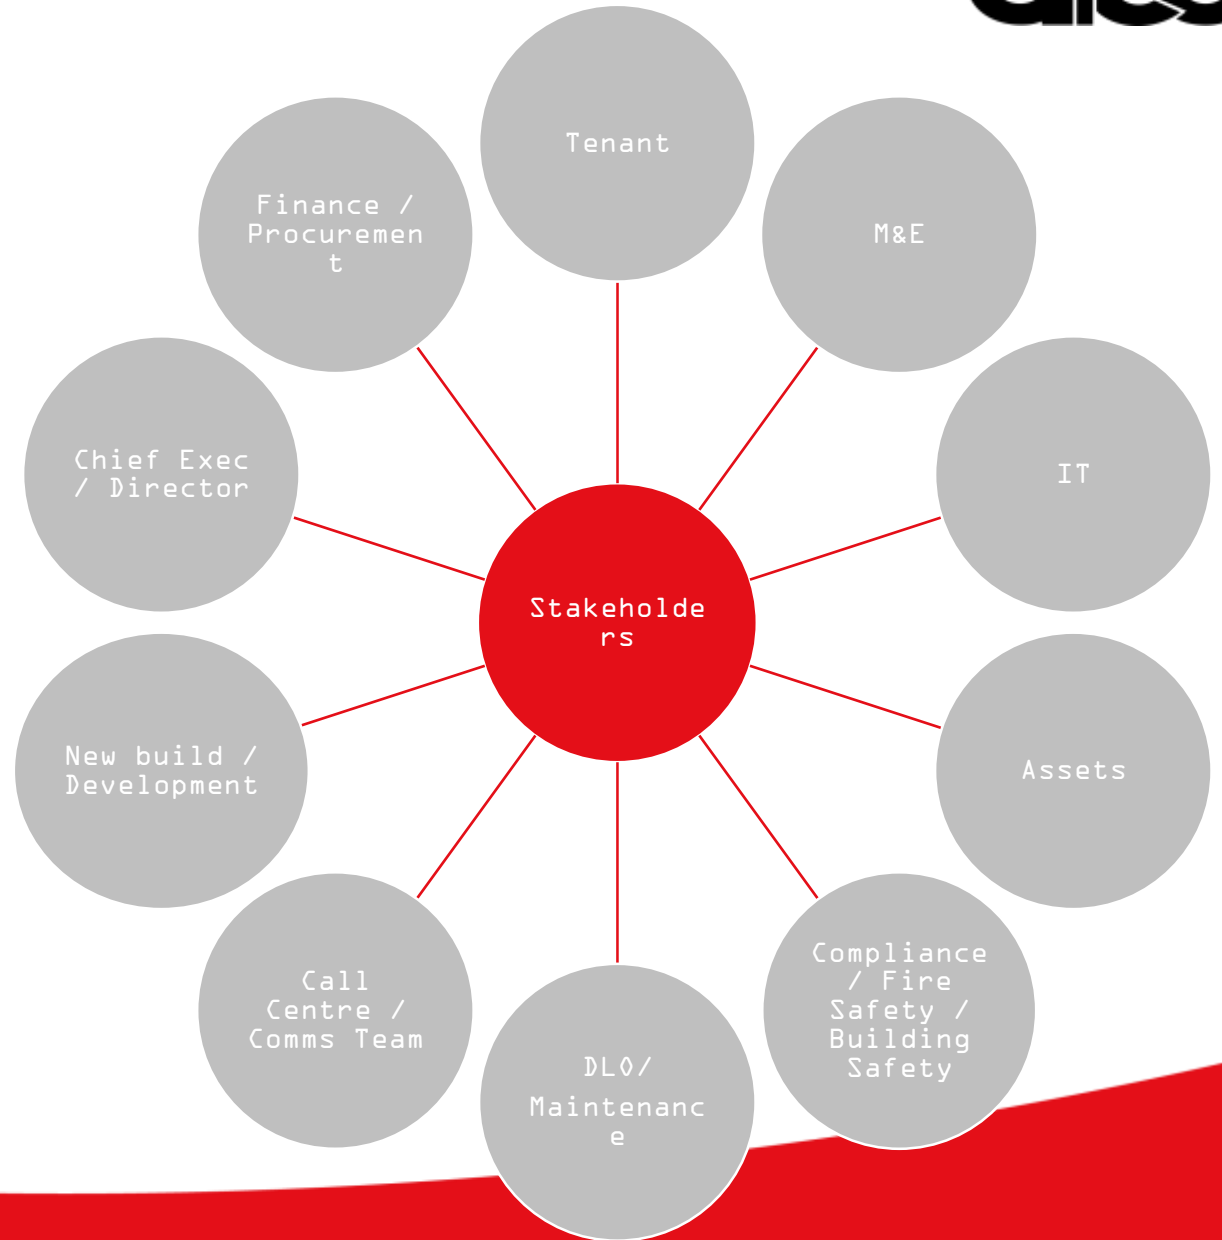 Tenant
Finance /
Procuremen
t
M&E
Chief Exec
/ Director
IT
Stakeholde
rs
New build /
Development
Assets
Call
Centre /
Comms Team
Compliance
/ Fire
Safety /
Building
Safety
DLO/
Maintenanc
e